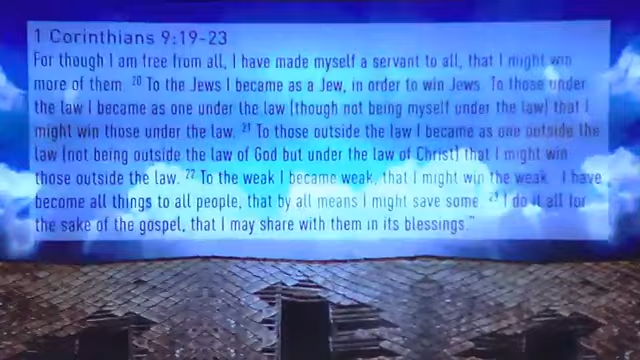 1 Corinthians 9:19-23
For though I am free from all, I have made myself a servant to all, that I might win
more of them. 20 To the Jews I became as a Jew, in order to win Jews. To those under
the law I became as one under the law (though not being myself under the law) that I
might win those under the law. 21 To those outside the law I became as one outside the
law (not being outside the law of God but under the law of Christ) that I might win
those outside the law. 22 To the weak I became weak, that I might win the weak. I have
become all things to all people, that by all means I might save some. 23 I do it all for
the sake of the gospel, that I may share with them in its blessings."